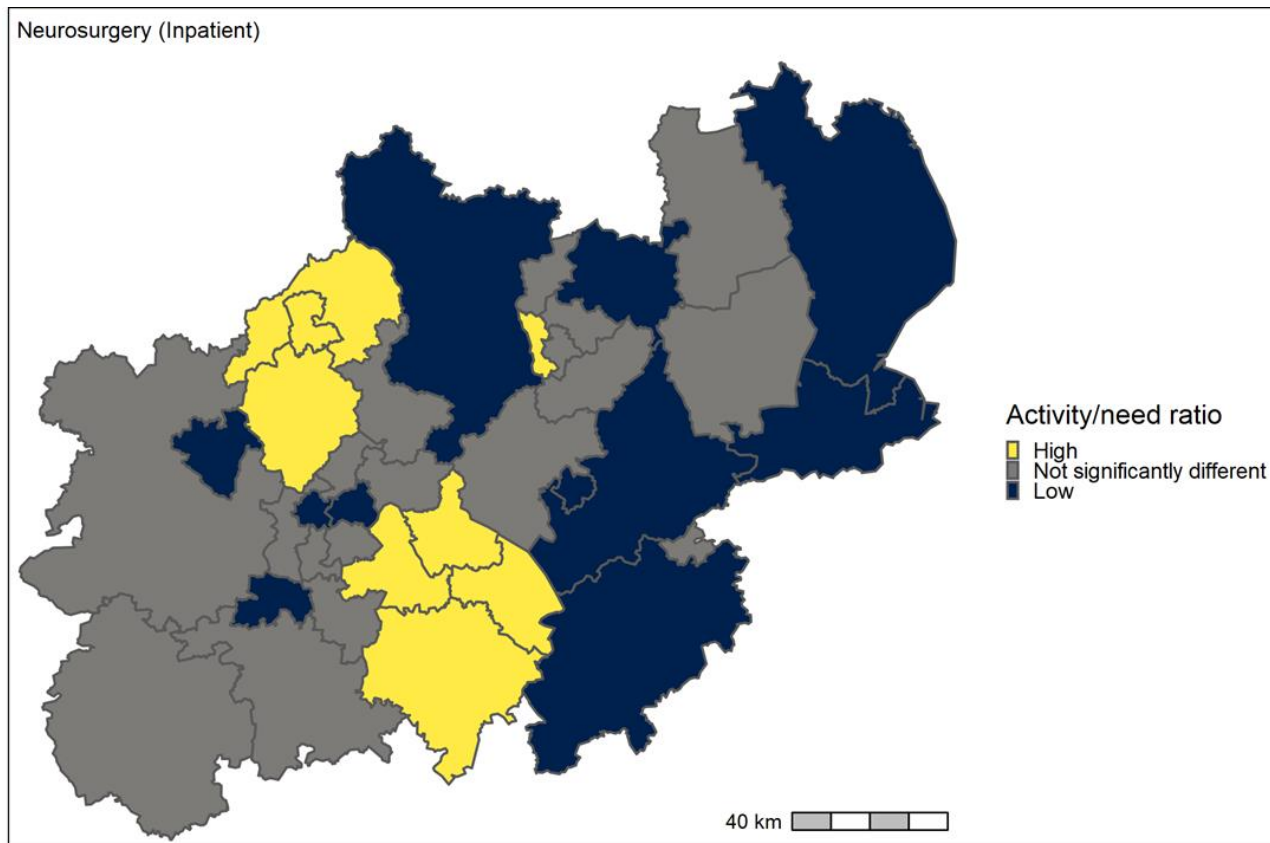 Neurosurgery (Inpatient)
Activity/need ratio
High
Not significantly different
Low
40 km